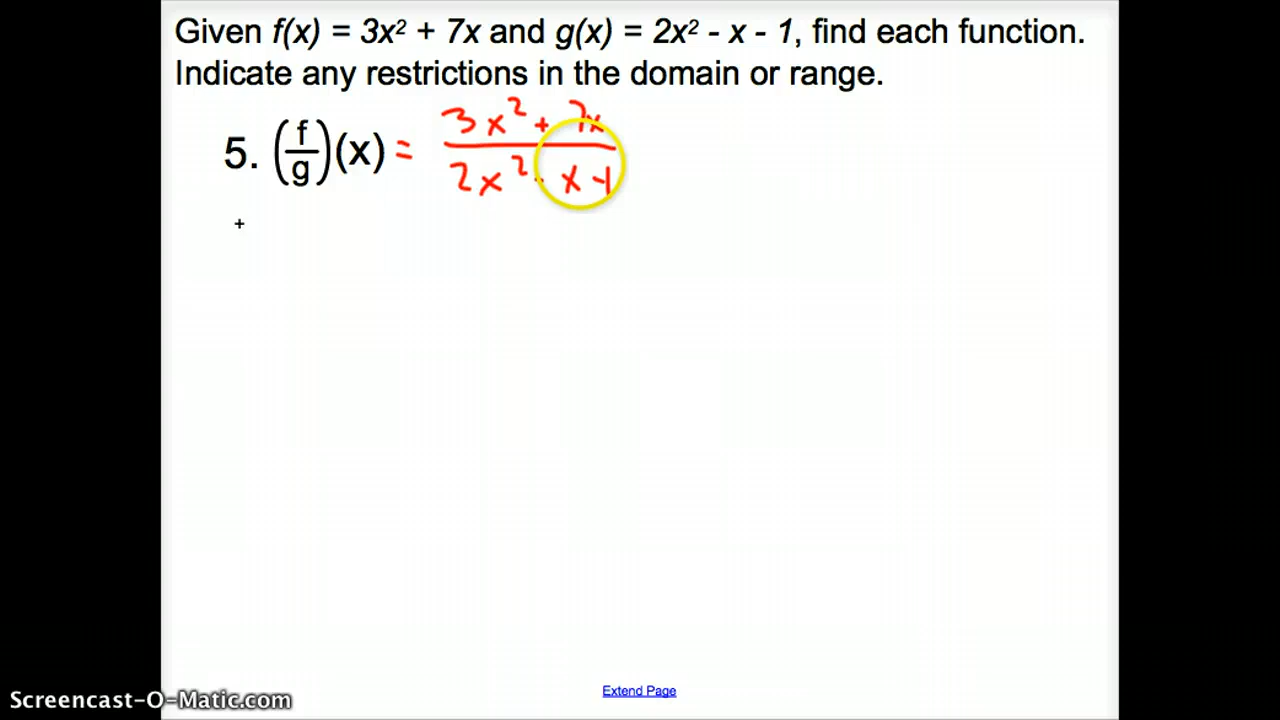 Given f(x) = 3x² + 7x and g(x) = 2x² - x - 1, find each function.
Indicate any restrictions in the domain or range.
5. (f/g)(x) = 3x² + 7x / 2x² - x - 1
+
Extend Page
Screencast-O-Matic.com